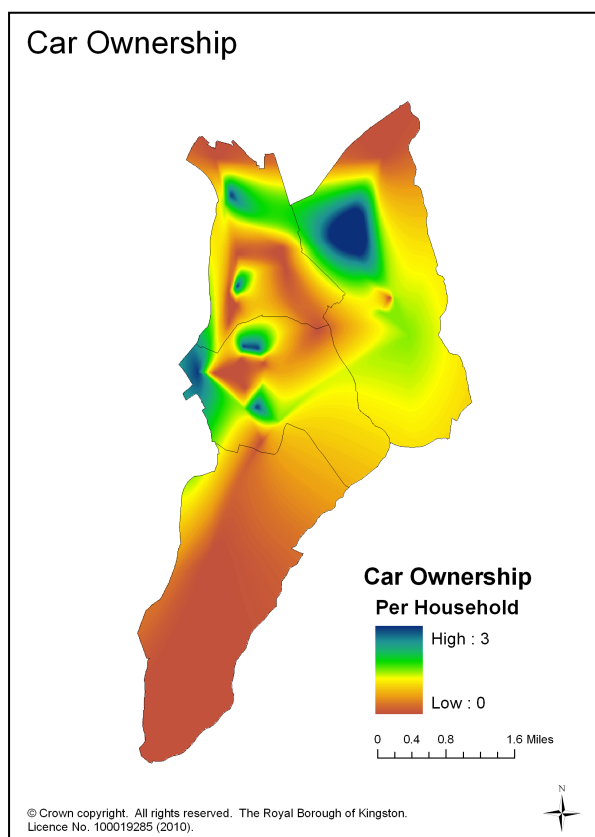 Car Ownership
Car Ownership
Per Household
High : 3
Low : 0
0 0.4 0.8 1.6 Miles
N
© Crown copyright. All rights reserved. The Royal Borough of Kingston.
Licence No. 100019285 (2010).